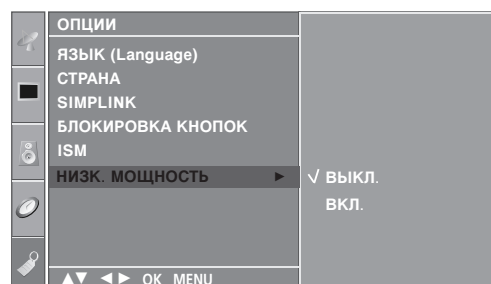 ОПЦИИ
ЯЗЫК (Language)
СТРАНА
SIMPLINK
БЛОКИРОВКА КНОПОК
ISM
НИЗК. МОЩНОСТЬ ► √ ВЫКЛ.
ВКЛ.
▲▼ ◄► OK MENU